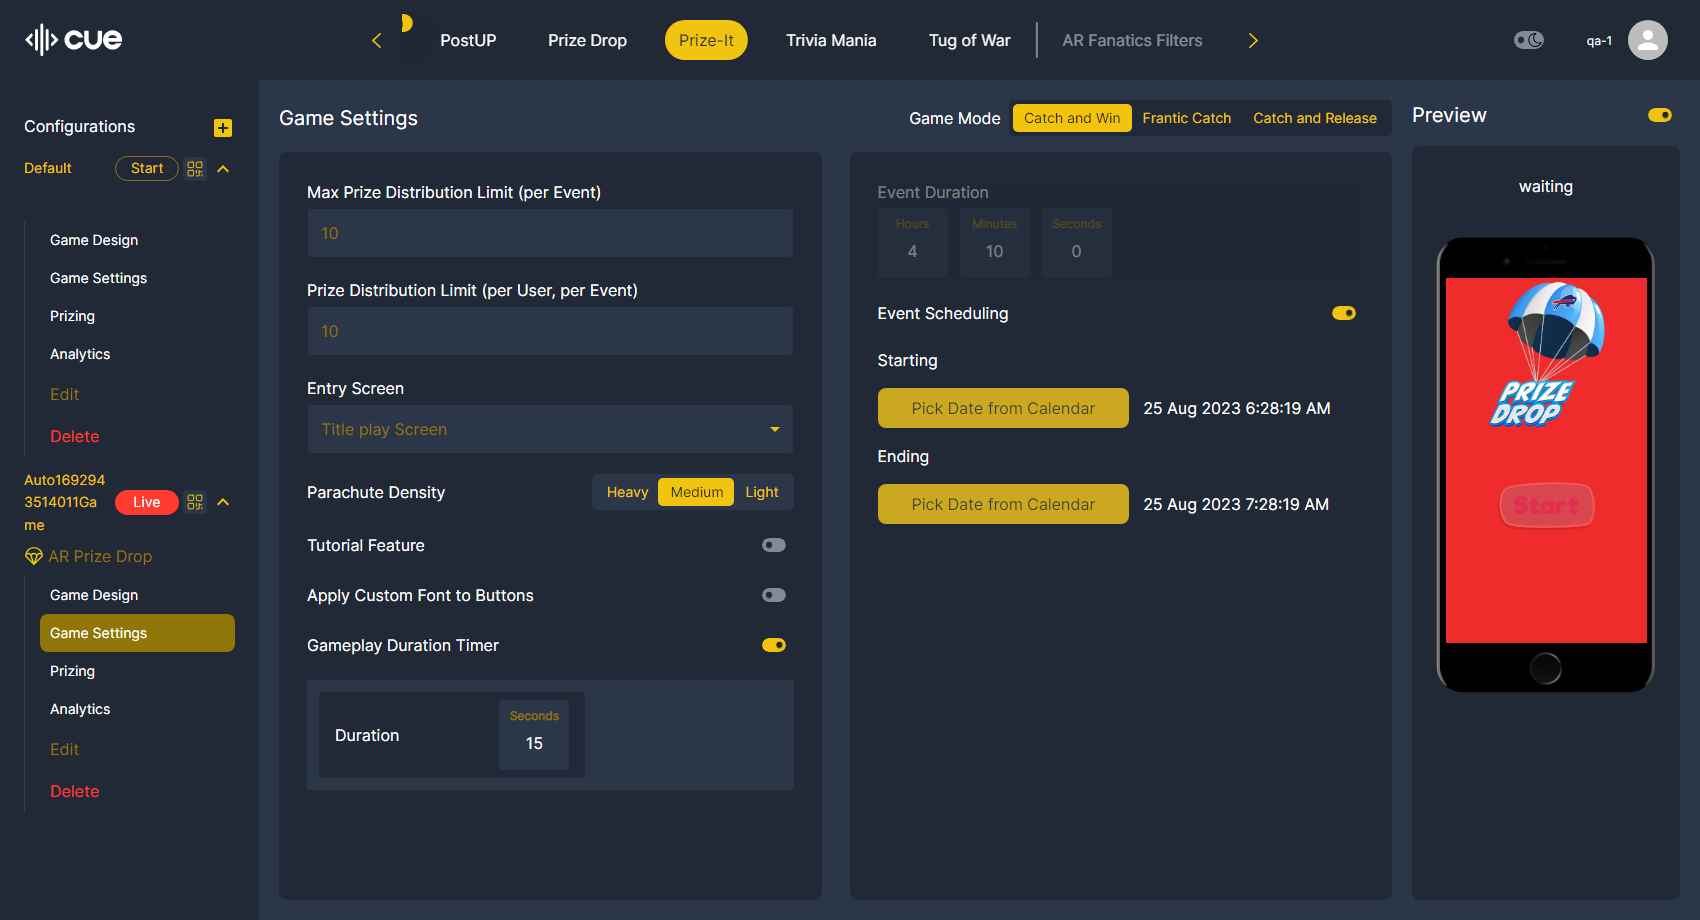 cue
PostUP
Prize Drop
Prize-It
Trivia Mania
Tug of War
AR Fanatics Filters
qa-1
Configurations
Default
Start
Game Design
Game Settings
Prizing
Analytics
Edit
Delete
Auto169294
3514011Ga
me
Live
AR Prize Drop
Game Design
Game Settings
Prizing
Analytics
Edit
Delete
Game Settings
Game Mode
Catch and Win
Frantic Catch
Catch and Release
Max Prize Distribution Limit (per Event)
10
Prize Distribution Limit (per User, per Event)
10
Entry Screen
Title play Screen
Parachute Density
Heavy
Medium
Light
Tutorial Feature
Apply Custom Font to Buttons
Gameplay Duration Timer
Duration
Seconds
15
Event Duration
Hours
4
Minutes
10
Seconds
0
Event Scheduling
Starting
Pick Date from Calendar
25 Aug 2023 6:28:19 AM
Ending
Pick Date from Calendar
25 Aug 2023 7:28:19 AM
Preview
waiting
PRIZE
DROP
Start